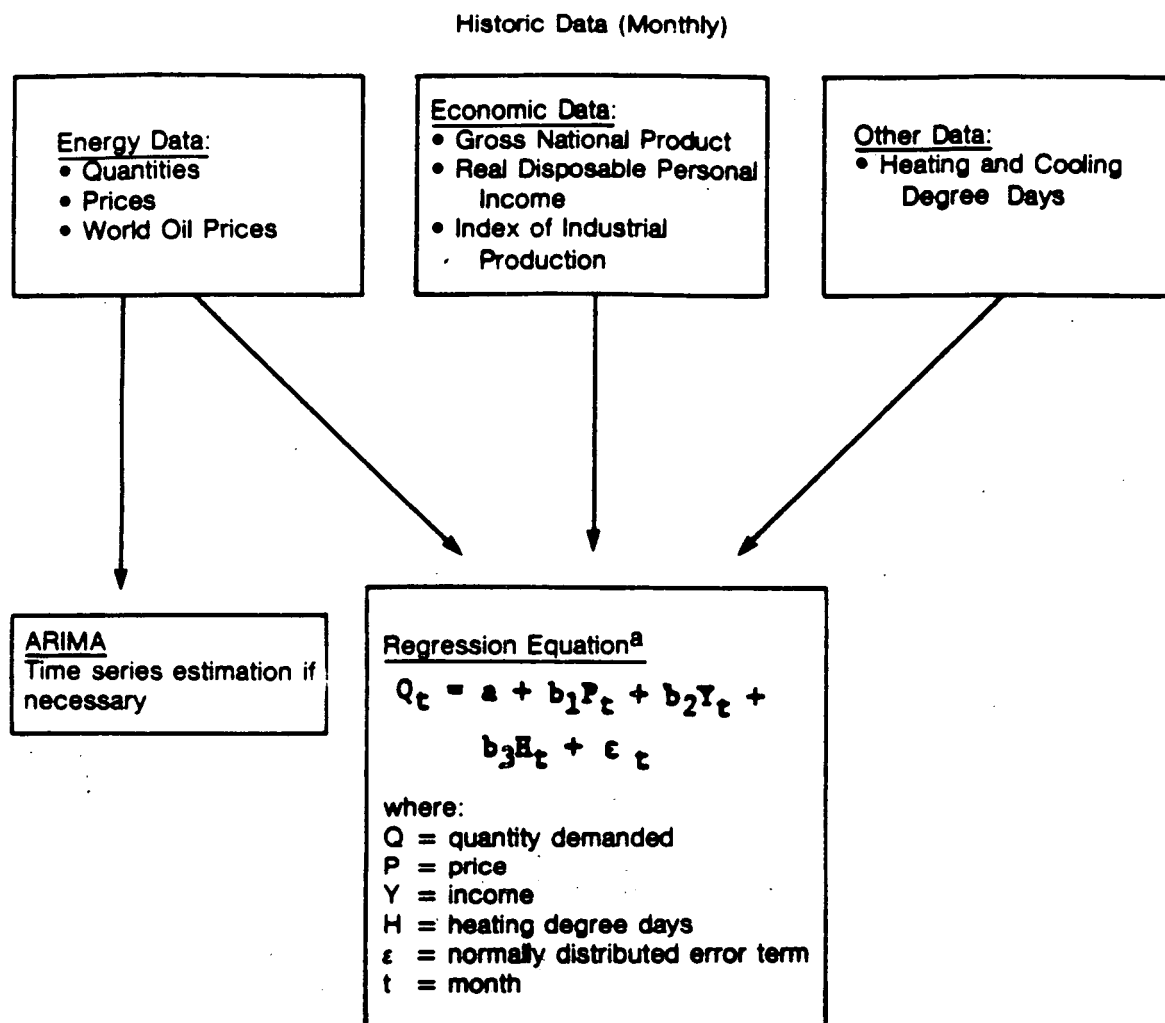 Historic Data (Monthly)
Energy Data:
• Quantities
• Prices
• World Oil Prices
Economic Data:
• Gross National Product
• Real Disposable Personal
Income
• Index of Industrial
Production
Other Data:
• Heating and Cooling
Degree Days
ARIMA
Time series estimation if
necessary
Regression Equationᵃ
Qₜ = a + b₁Pₜ + b₂Yₜ +
b₃Hₜ + εₜ
where:
Q = quantity demanded
P = price
Y = income
H = heating degree days
ε = normally distributed error term
t = month